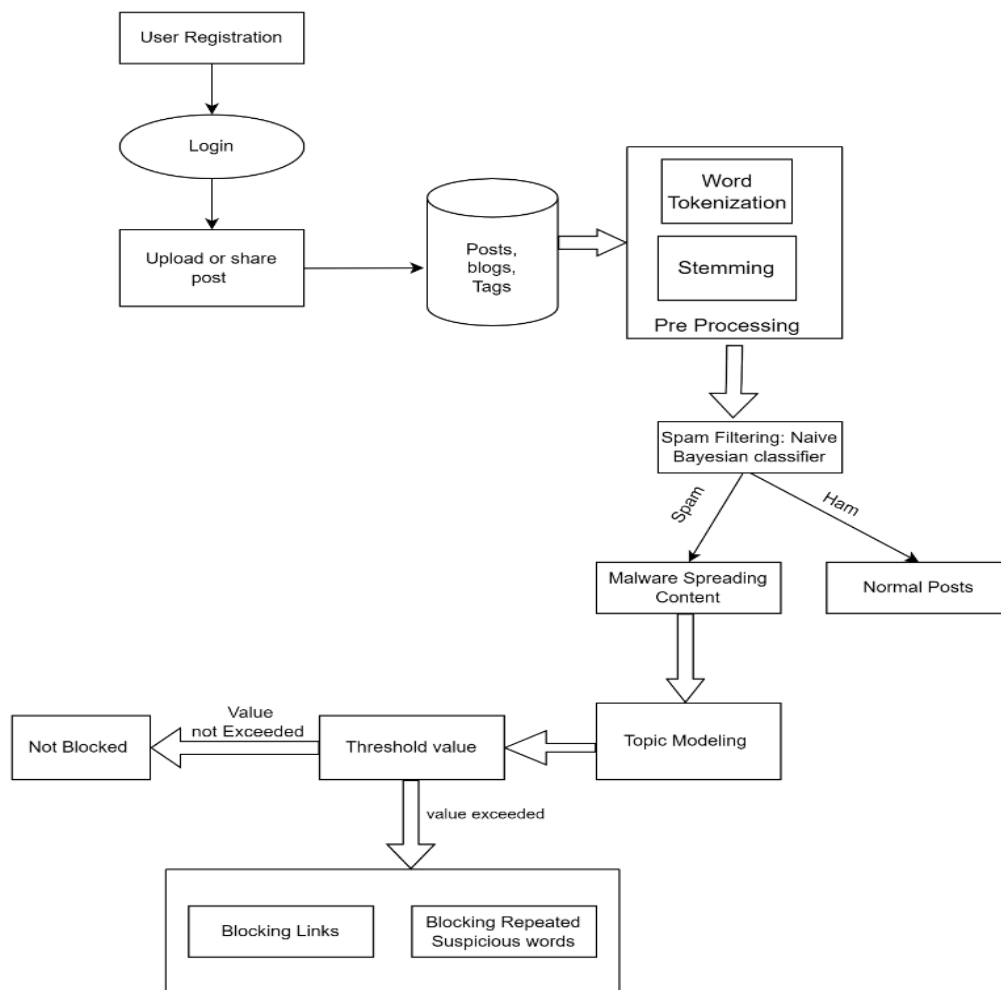 User Registration
Login
Upload or share
post
Posts,
blogs,
Tags
Word
Tokenization
Stemming
Pre Processing
Spam Filtering: Naive
Bayesian classifier
Spam
Ham
Malware Spreading
Content
Normal Posts
Topic Modeling
Threshold value
Value
not Exceeded
Not Blocked
value exceeded
Blocking Links
Blocking Repeated
Suspicious words